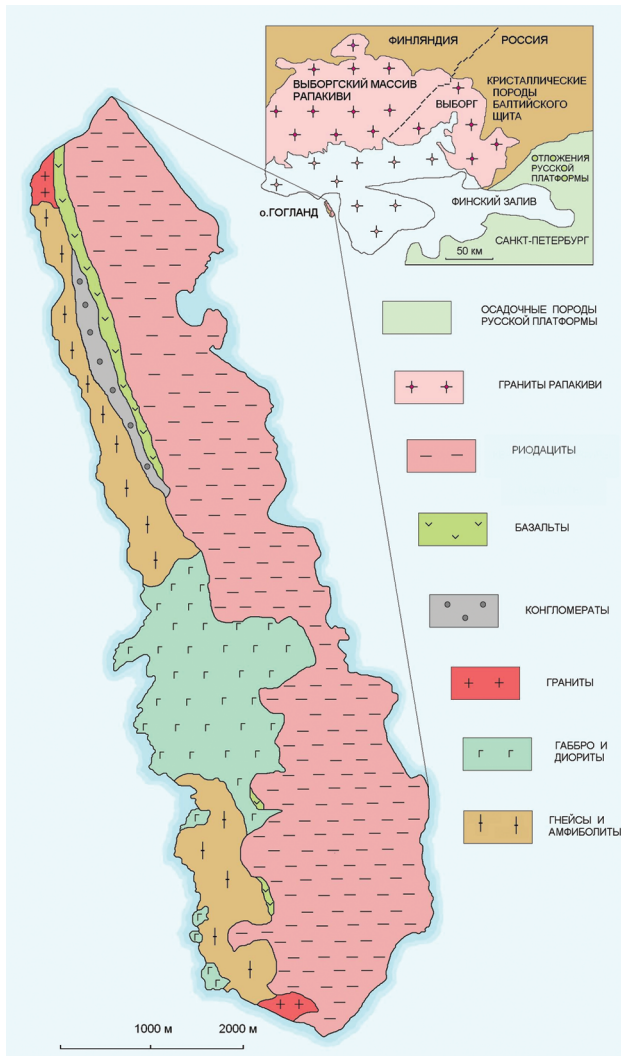 ФИНЛЯНДИЯ
РОССИЯ
ВЫБОРГСКИЙ МАССИВ
РАПАКИВИ
КРИСТАЛЛИЧЕСКИЕ
ПОРОДЫ
БАЛТИЙСКОГО
ЩИТА
ВЫБОРГ
ОТЛОЖЕНИЯ
РУССКОЙ
ПЛАТФОРМЫ
о.ГОГЛАНД
ФИНСКИЙ ЗАЛИВ
САНКТ-ПЕТЕРБУРГ
50 км
ОСАДОЧНЫЕ ПОРОДЫ
РУССКОЙ ПЛАТФОРМЫ
ГРАНИТЫ РАПАКИВИ
РИОДАЦИТЫ
БАЗАЛЬТЫ
КОНГЛОМЕРАТЫ
ГРАНИТЫ
ГАББРО И
ДИОРИТЫ
ГНЕЙСЫ И
АМФИБОЛИТЫ
1000 м
2000 м